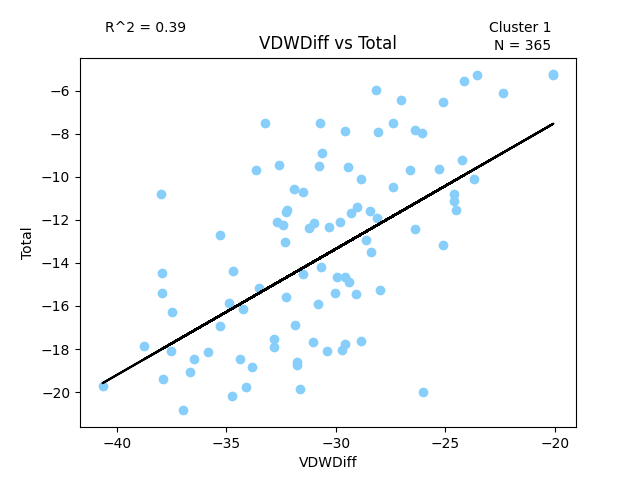 R^2 = 0.39
Cluster 1
N = 365
VDWDiff vs Total
Total
−6
−8
−10
−12
−14
−16
−18
−20
−40
−35
−30
−25
−20
VDWDiff